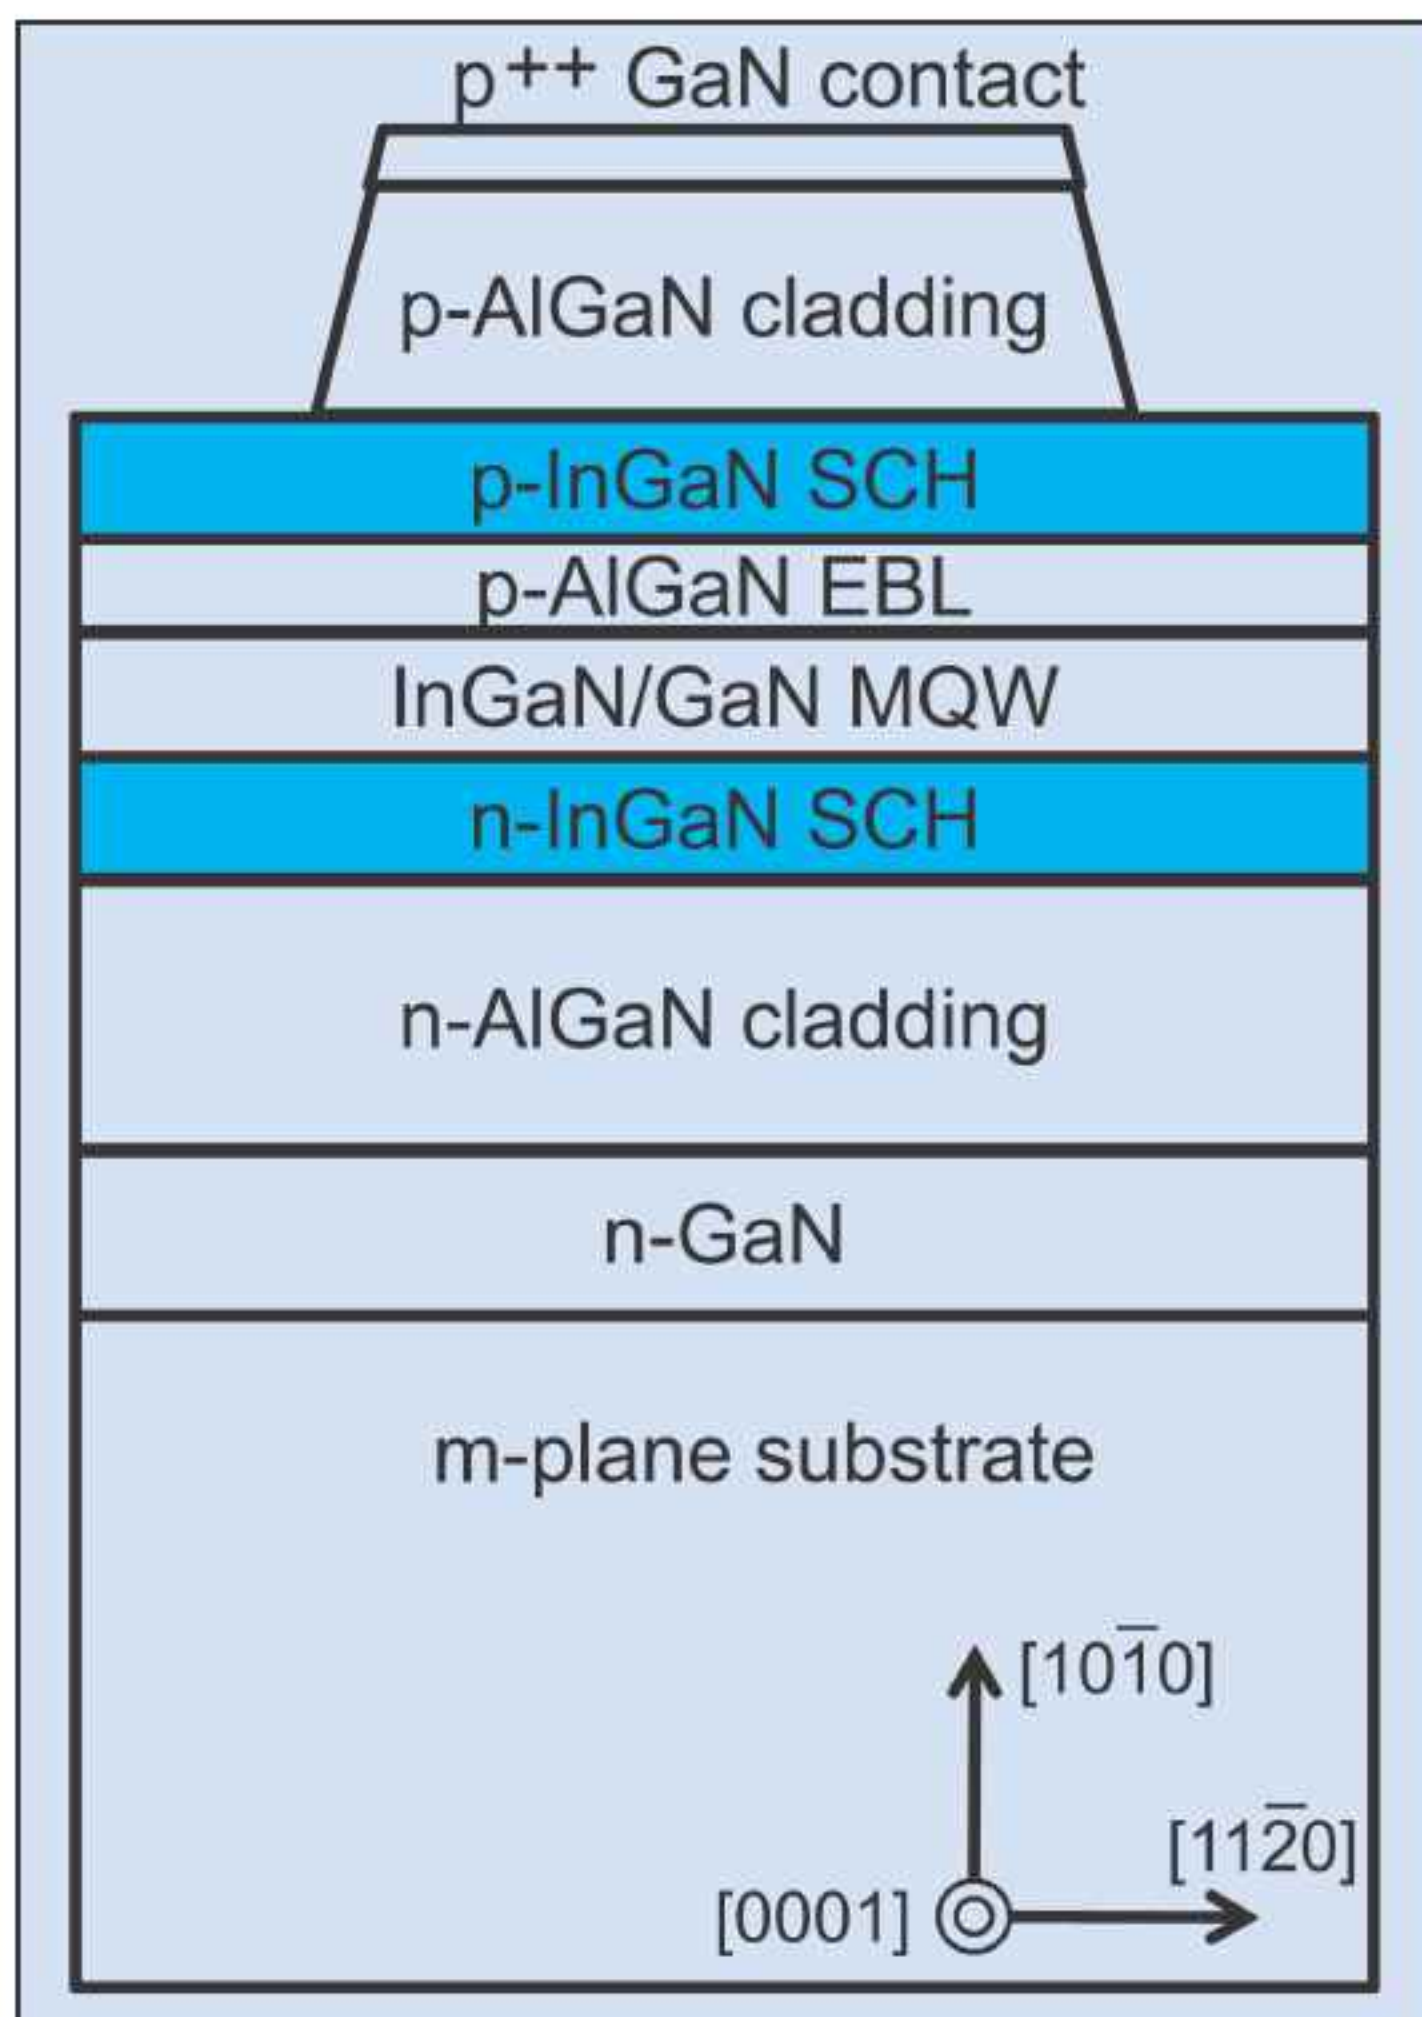 p++ GaN contact
p-AlGaN cladding
p-InGaN SCH
p-AlGaN EBL
InGaN/GaN MQW
n-InGaN SCH
n-AlGaN cladding
n-GaN
m-plane substrate
[101̅0]
[112̅0]
[0001]